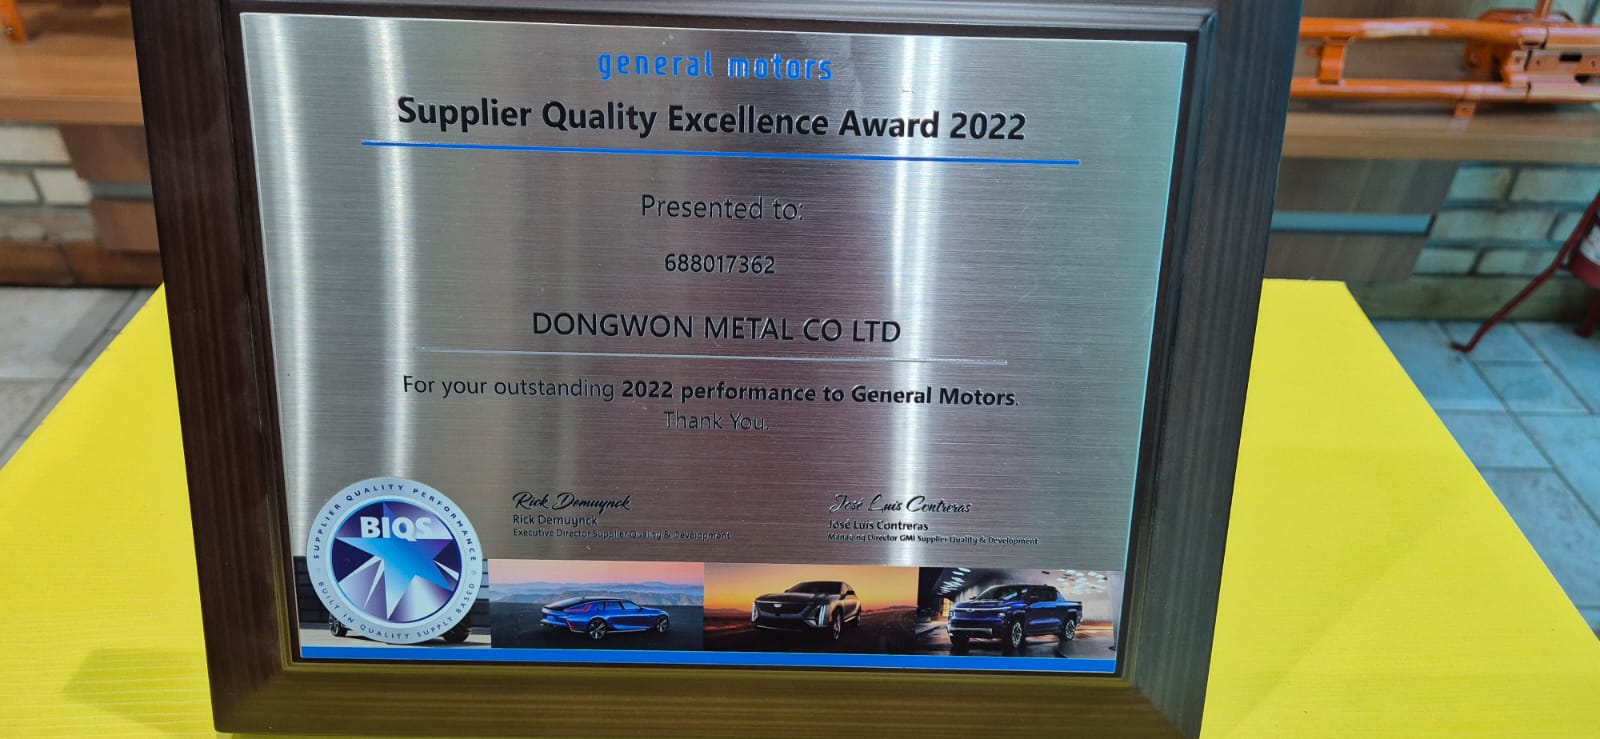 general motors
Supplier Quality Excellence Award 2022
Presented to:
688017362
DONGWON METAL CO LTD
For your outstanding 2022 performance to General Motors.
Thank You.
Rick Demuynck
Rick Demuynck
Executive Director Supplier Quality & Development
José Luis Contreras
José Luis Contreras
Managing Director GMI Supplier Quality & Development
SUPPLIER QUALITY PERFORMANCE
BIQS
BUILT IN QUALITY SUPPLY BASED